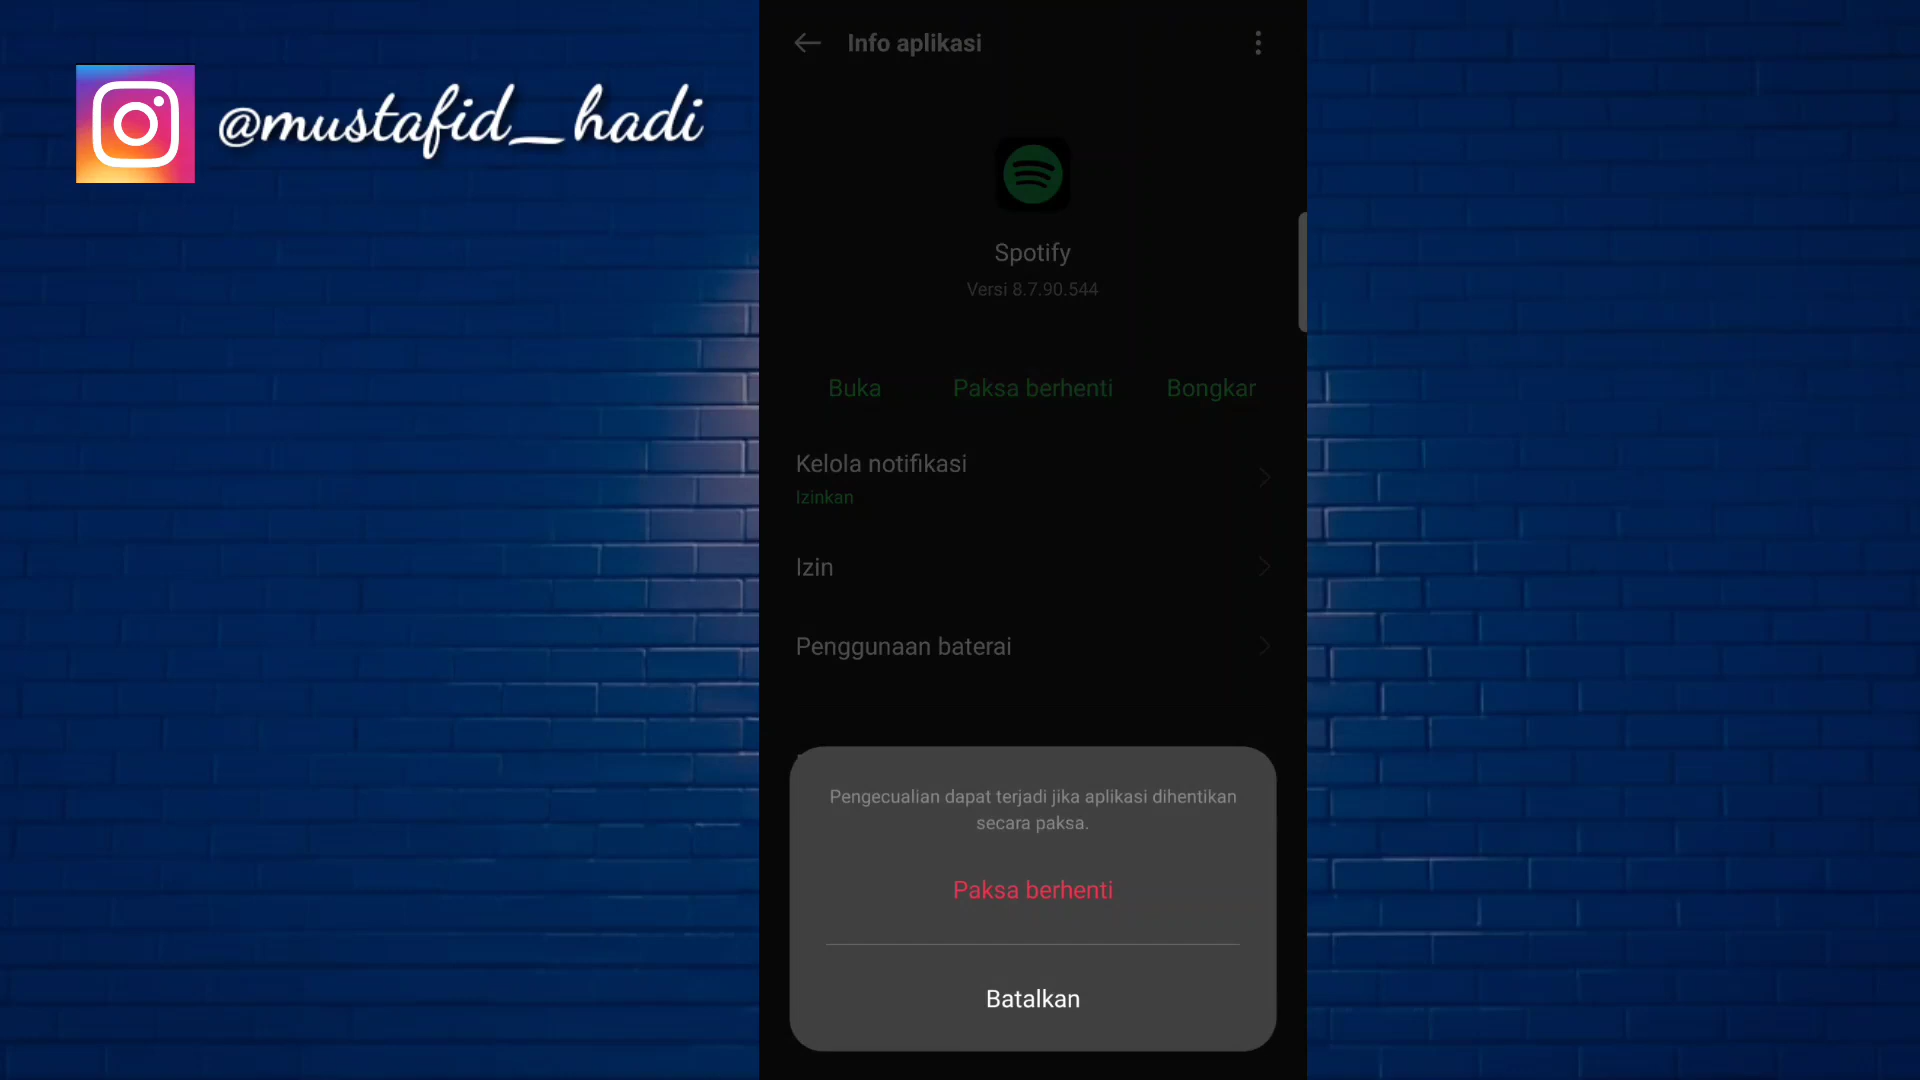 @mustafid_hadi
Info aplikasi
Spotify
Versi 8.7.90.544
Buka
Paksa berhenti
Bongkar
Kelola notifikasi
Izinkan
Izin
Penggunaan baterai
Pengecualian dapat terjadi jika aplikasi dihentikan
secara paksa.
Paksa berhenti
Batalkan